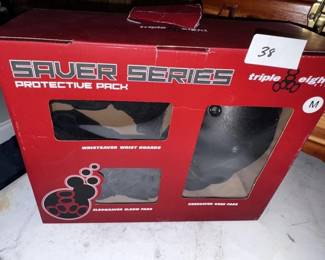 38
SAVER SERIES
PROTECTIVE PACK
triple eight
M
WRISTSAVER WRIST GUARDS
ELBOWSAVER ELBOW PADS
KNEESAVER KNEE PADS